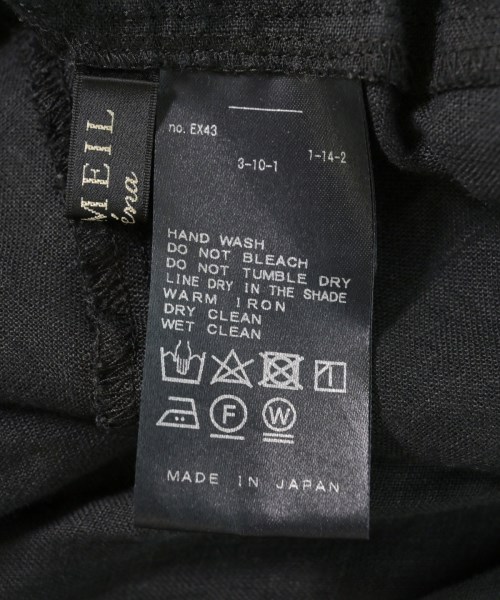 MEIL
éna
no. EX43
3-10-1 1-14-2
HAND WASH
DO NOT BLEACH
DO NOT TUMBLE DRY
LINE DRY IN THE SHADE
WARM IRON
DRY CLEAN
WET CLEAN
F W
MADE IN JAPAN